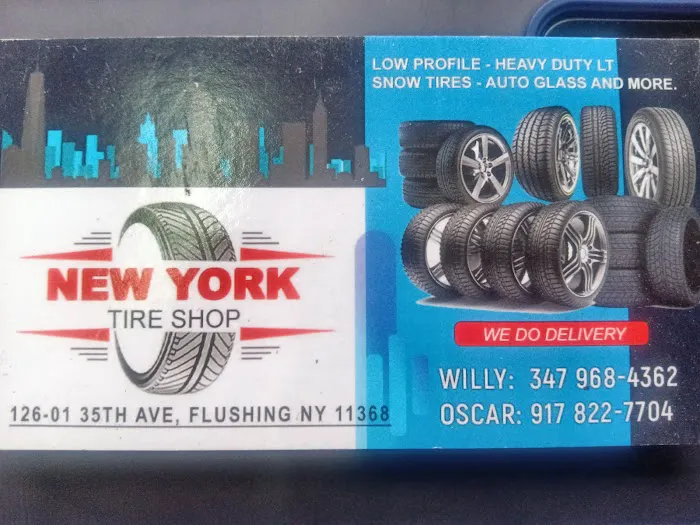 LOW PROFILE - HEAVY DUTY LT
SNOW TIRES - AUTO GLASS AND MORE.
NEW YORK
TIRE SHOP
126-01 35TH AVE, FLUSHING NY 11368
WE DO DELIVERY
WILLY: 347 968-4362
OSCAR: 917 822-7704